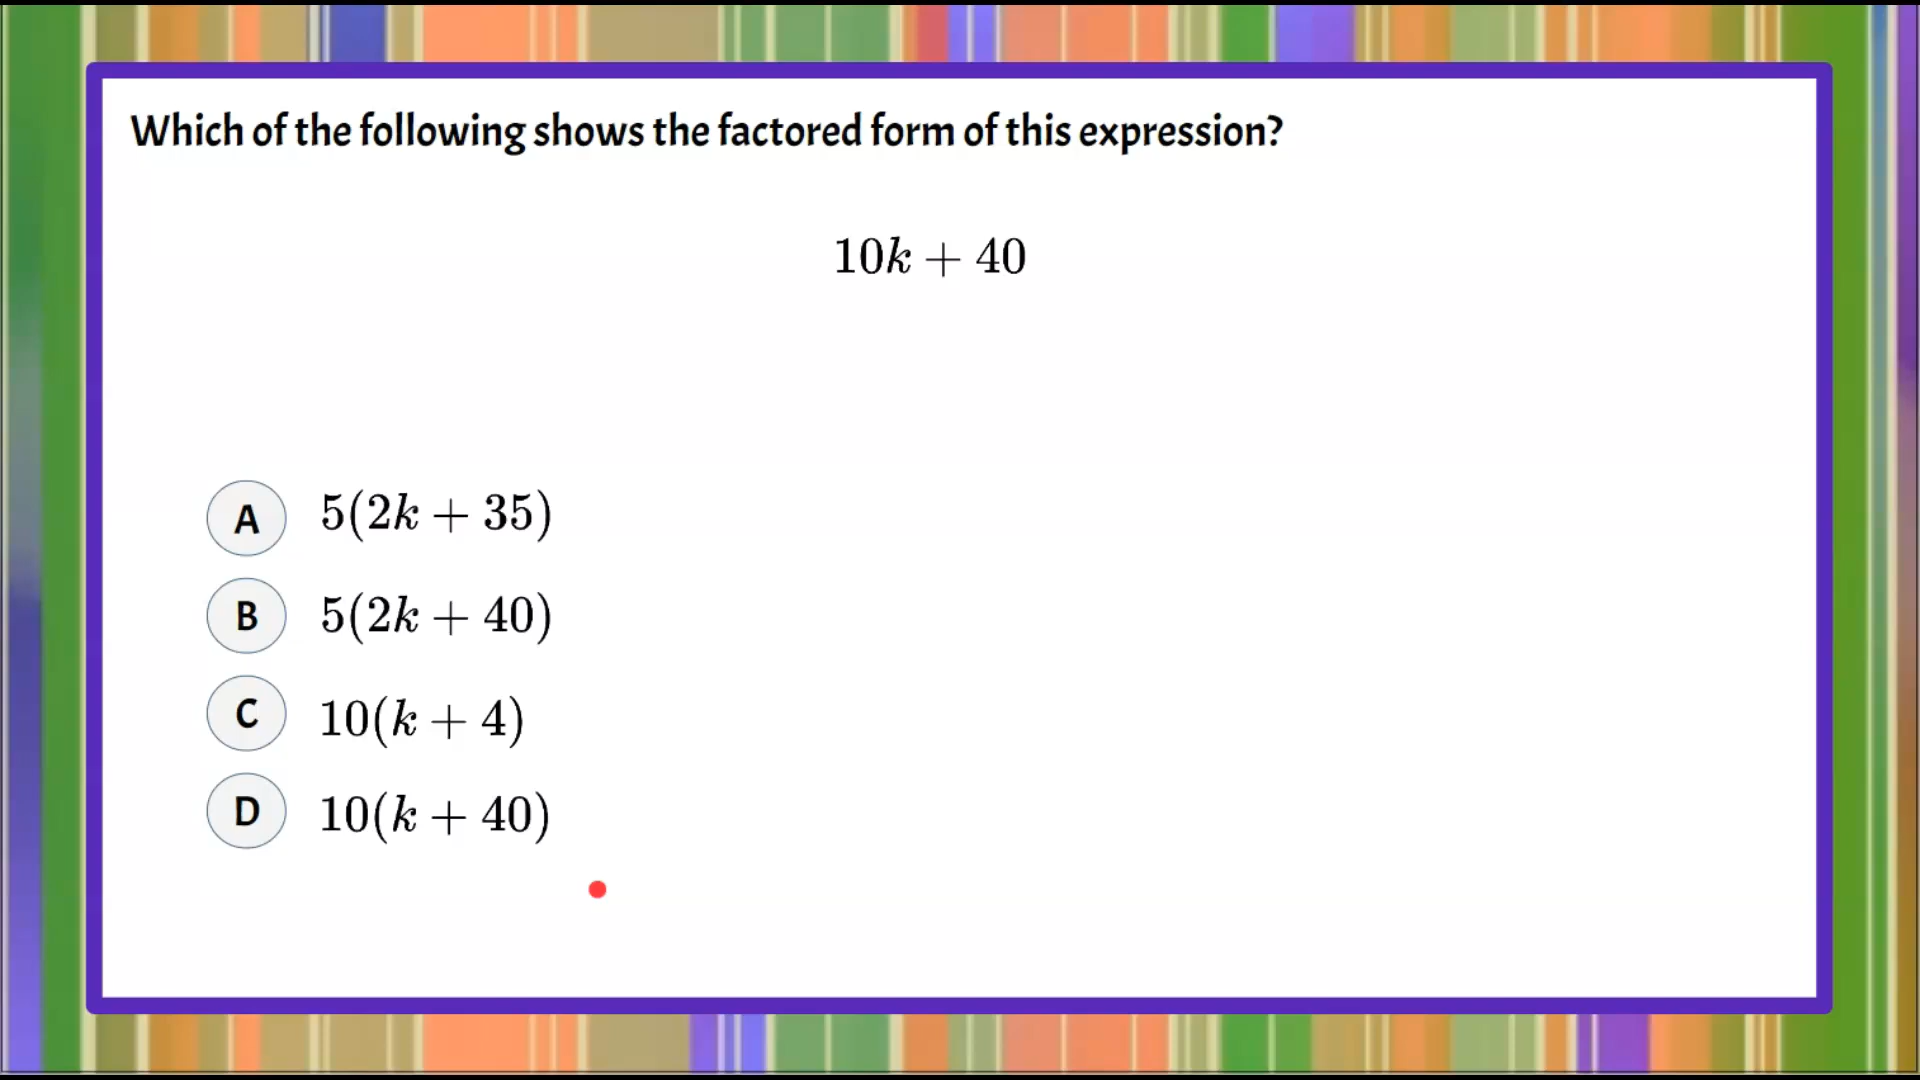 Which of the following shows the factored form of this expression?
10k + 40
A 5(2k + 35)
B 5(2k + 40)
C 10(k + 4)
D 10(k + 40)